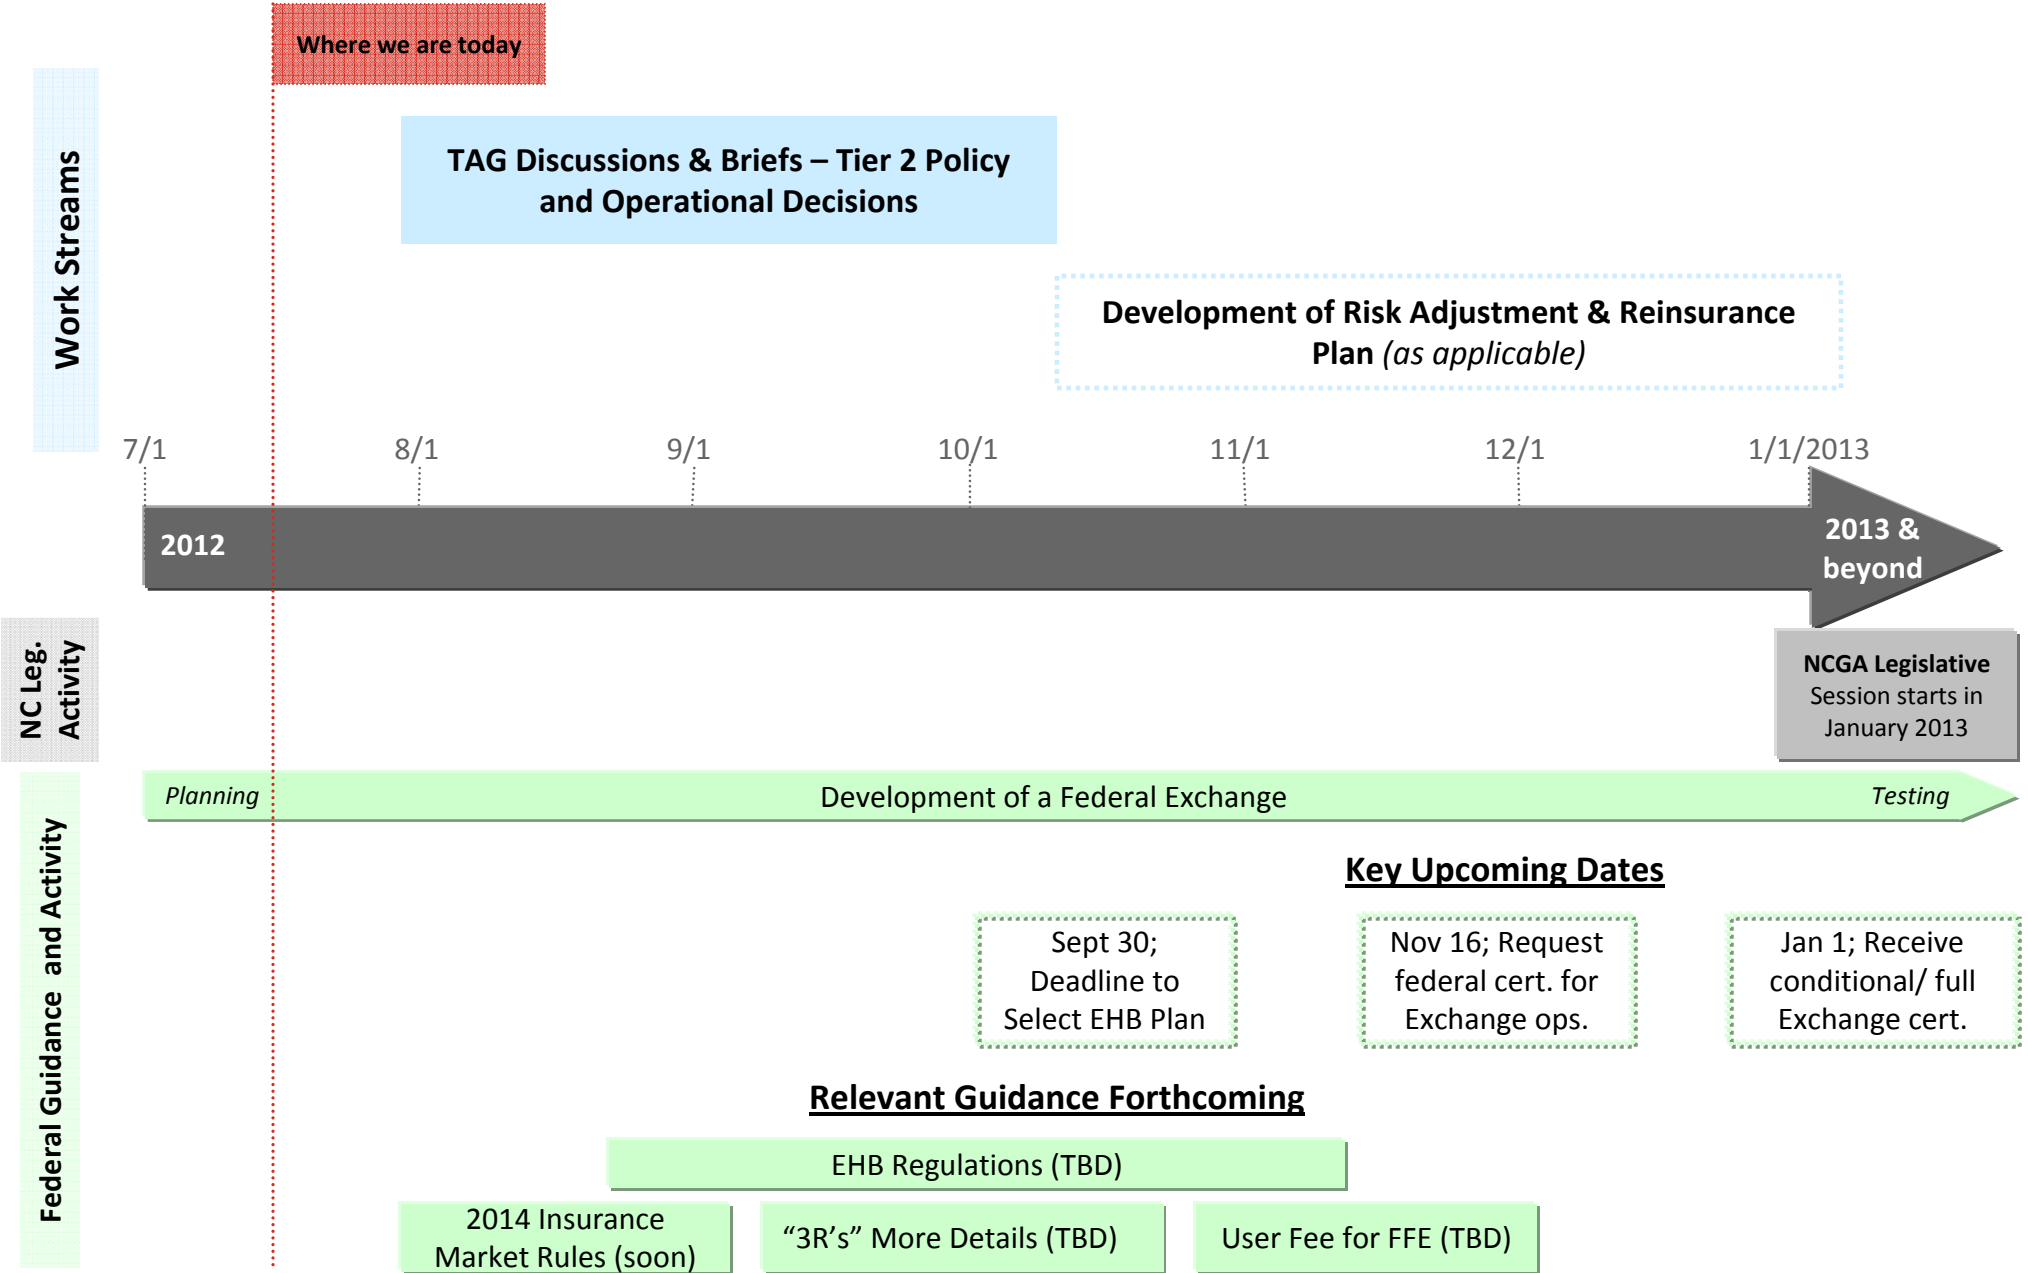 Where we are today
Work Streams
TAG Discussions & Briefs – Tier 2 Policy
and Operational Decisions
Development of Risk Adjustment & Reinsurance
Plan (as applicable)
7/1
8/1
9/1
10/1
11/1
12/1
1/1/2013
2012
2013 &
beyond
NC Leg.
Activity
NCGA Legislative
Session starts in
January 2013
Federal Guidance and Activity
Planning
Development of a Federal Exchange
Testing
Key Upcoming Dates
Sept 30;
Deadline to
Select EHB Plan
Nov 16; Request
federal cert. for
Exchange ops.
Jan 1; Receive
conditional/ full
Exchange cert.
Relevant Guidance Forthcoming
EHB Regulations (TBD)
2014 Insurance
Market Rules (soon)
“3R’s” More Details (TBD)
User Fee for FFE (TBD)